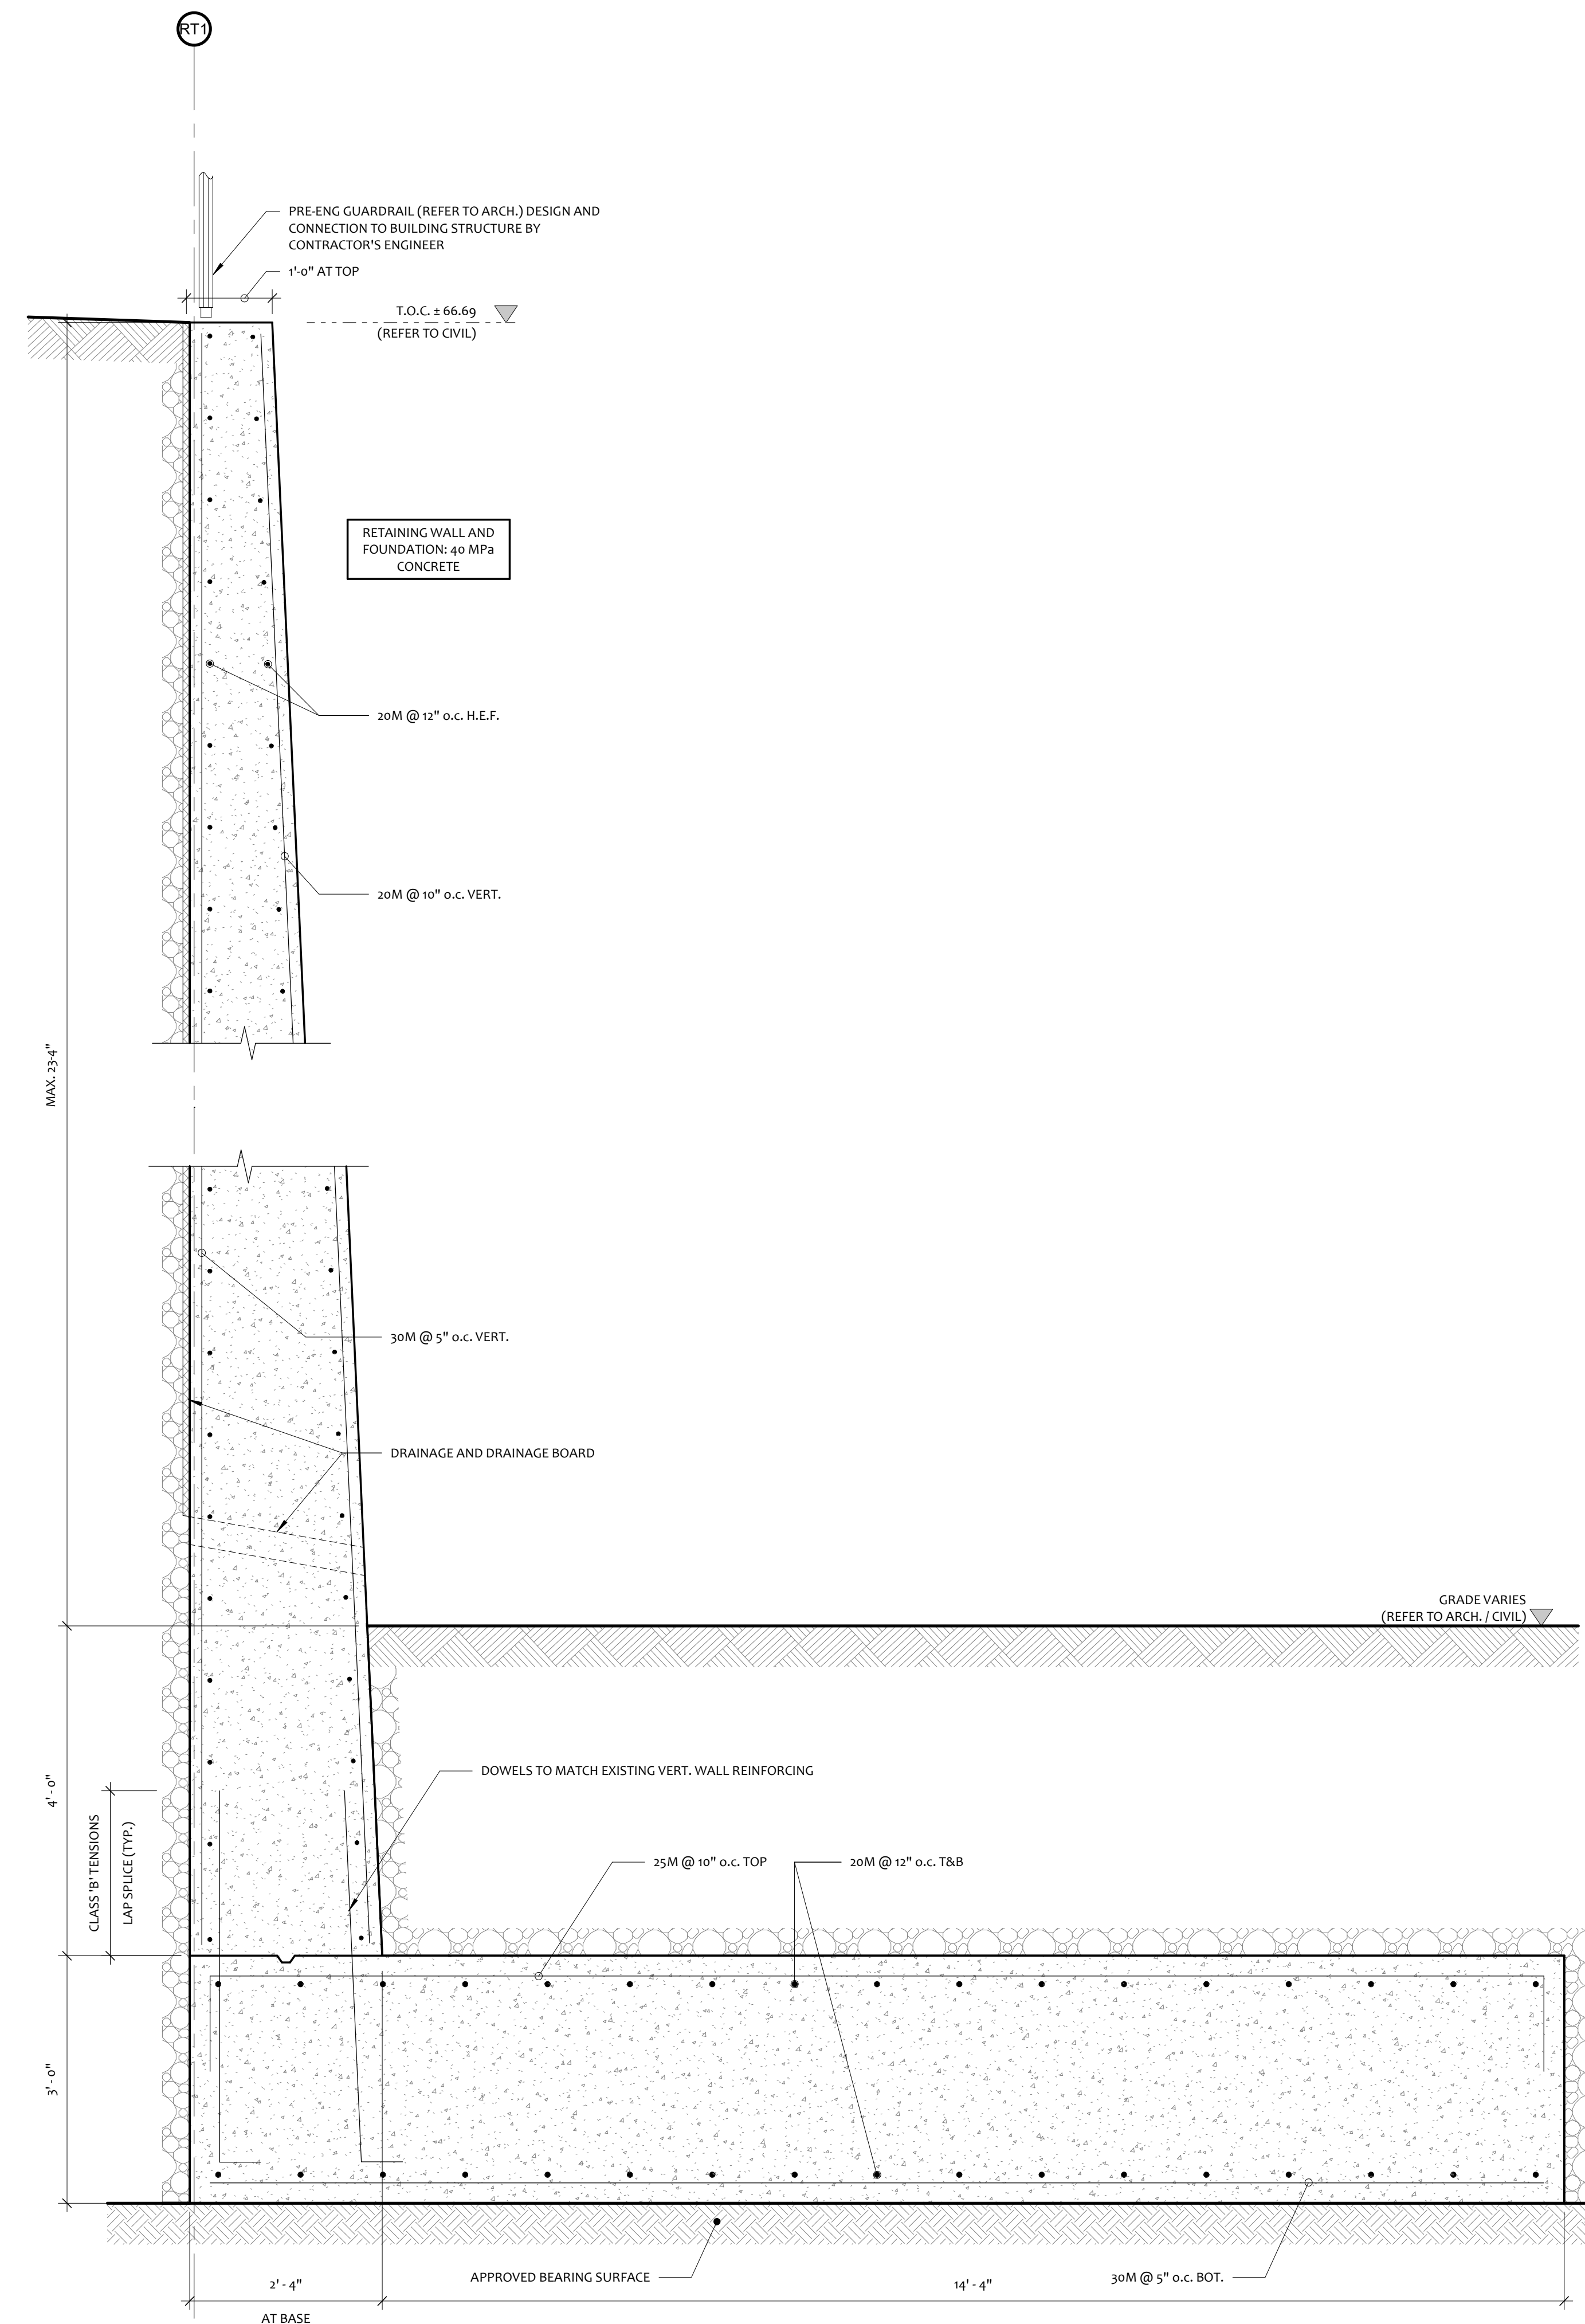 RT1
PRE-ENG GUARDRAIL (REFER TO ARCH.) DESIGN AND
CONNECTION TO BUILDING STRUCTURE BY
CONTRACTOR'S ENGINEER
1'-0" AT TOP
T.O.C. ± 66.69
(REFER TO CIVIL)
RETAINING WALL AND
FOUNDATION: 40 MPa
CONCRETE
20M @ 12" o.c. H.E.F.
20M @ 10" o.c. VERT.
MAX. 23-4"
30M @ 5" o.c. VERT.
DRAINAGE AND DRAINAGE BOARD
GRADE VARIES
(REFER TO ARCH. / CIVIL)
4' - 0"
DOWELS TO MATCH EXISTING VERT. WALL REINFORCING
CLASS 'B' TENSIONS
LAP SPLICE (TYP.)
25M @ 10" o.c. TOP
20M @ 12" o.c. T&B
3' - 0"
APPROVED BEARING SURFACE
30M @ 5" o.c. BOT.
2' - 4"
AT BASE
14' - 4"